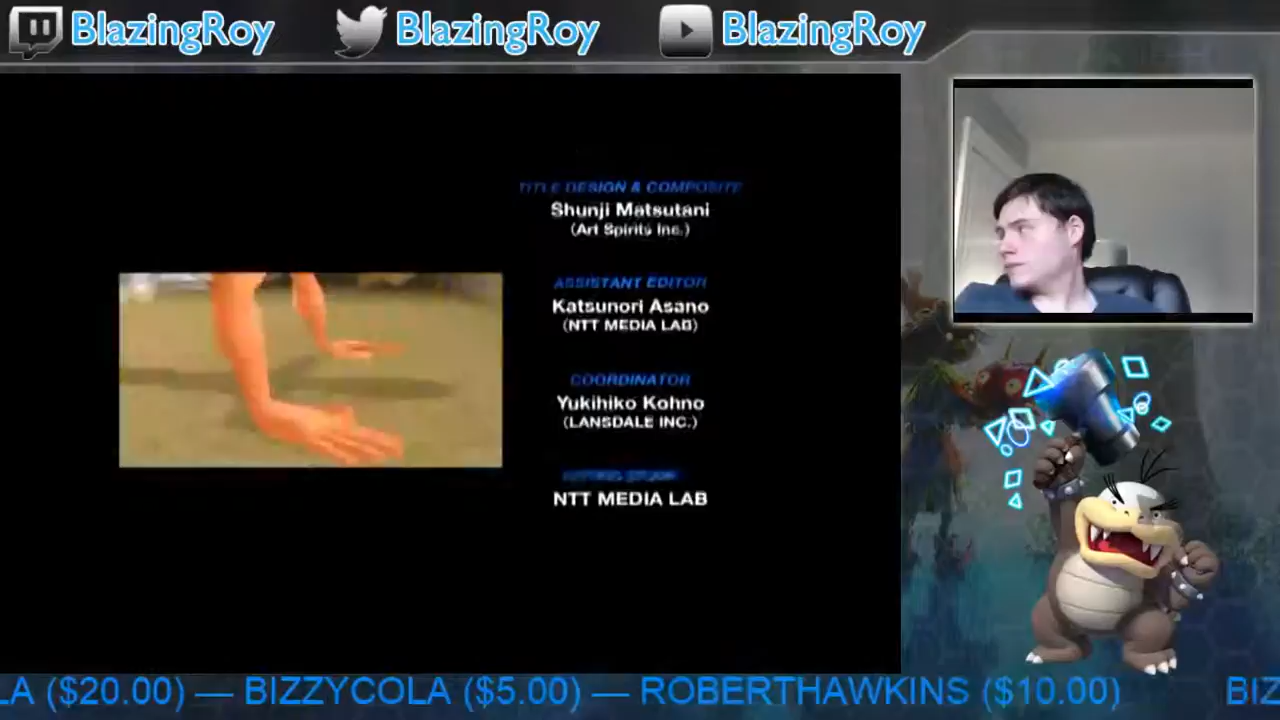 BlazingRoy BlazingRoy BlazingRoy
TITLE DESIGN & COMPOSITE
Shunji Matsutani
(Art Spirits Inc.)
ASSISTANT EDITOR
Katsunori Asano
(NTT MEDIA LAB)
COORDINATOR
Yukihiko Kohno
(LANSDALE INC.)
NTT MEDIA LAB
LA ($20.00) — BIZZYCOLA ($5.00) — ROBERTHAWKINS ($10.00) BIZ